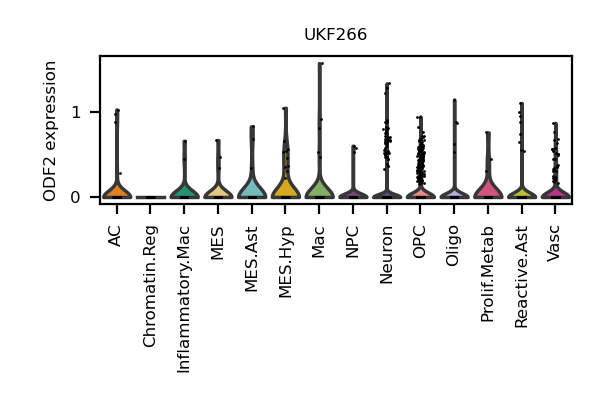 UKF266
ODF2 expression
1
0
AC
Chromatin.Reg
Inflammatory.Mac
MES
MES.Ast
MES.Hyp
Mac
NPC
Neuron
OPC
Oligo
Prolif.Metab
Reactive.Ast
Vasc